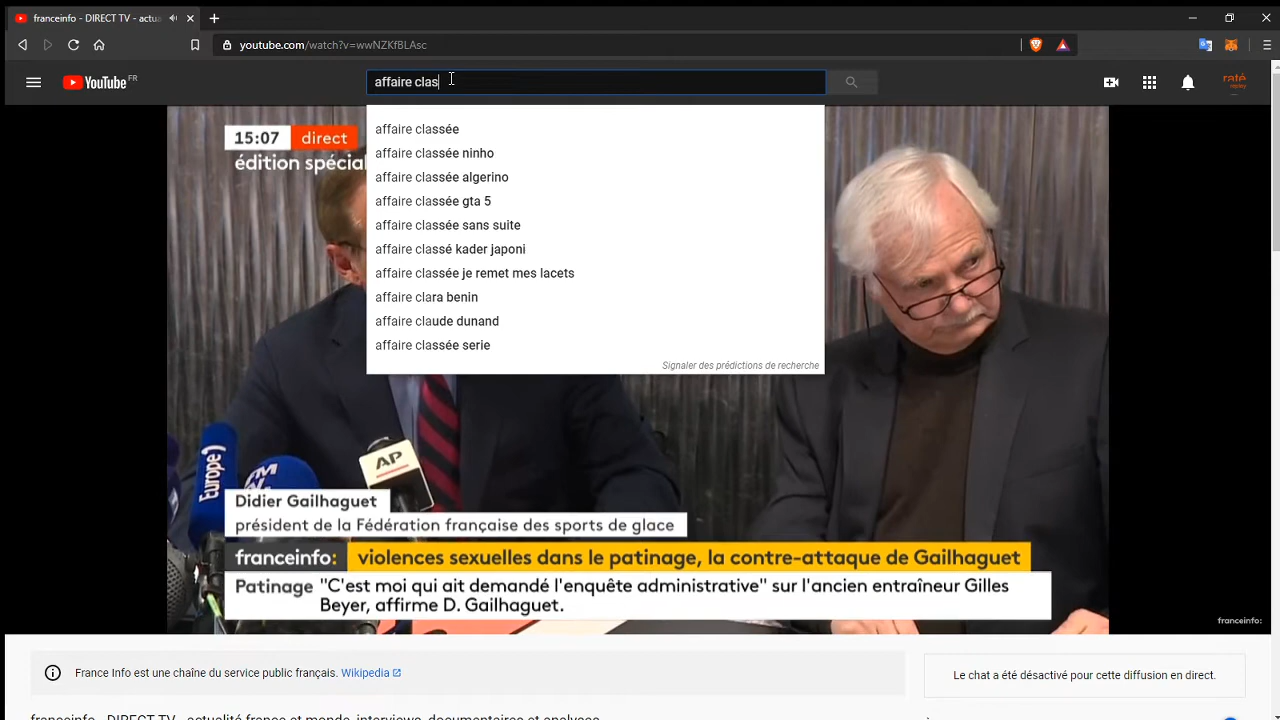 franceinfo - DIRECT TV - actua
youtube.com/watch?v=wwNZKfBLAsc
YouTube FR
affaire clas
raté
replay
affaire classée
affaire classée ninho
affaire classée algerino
affaire classée gta 5
affaire classée sans suite
affaire classé kader japoni
affaire classée je remet mes lacets
affaire clara benin
affaire claude dunand
affaire classée serie
Signaler des prédictions de recherche
15:07 direct
édition spécial
Europe
AP
Didier Gailhaguet
président de la Fédération française des sports de glace
franceinfo: violences sexuelles dans le patinage, la contre-attaque de Gailhaguet
Patinage "C'est moi qui ait demandé l'enquête administrative" sur l'ancien entraîneur Gilles
Beyer, affirme D. Gailhaguet.
franceinfo:
France Info est une chaîne du service public français. Wikipedia
Le chat a été désactivé pour cette diffusion en direct.
franceinfo - DIRECT TV - actualité france et monde, interviews, documentaires et analyses